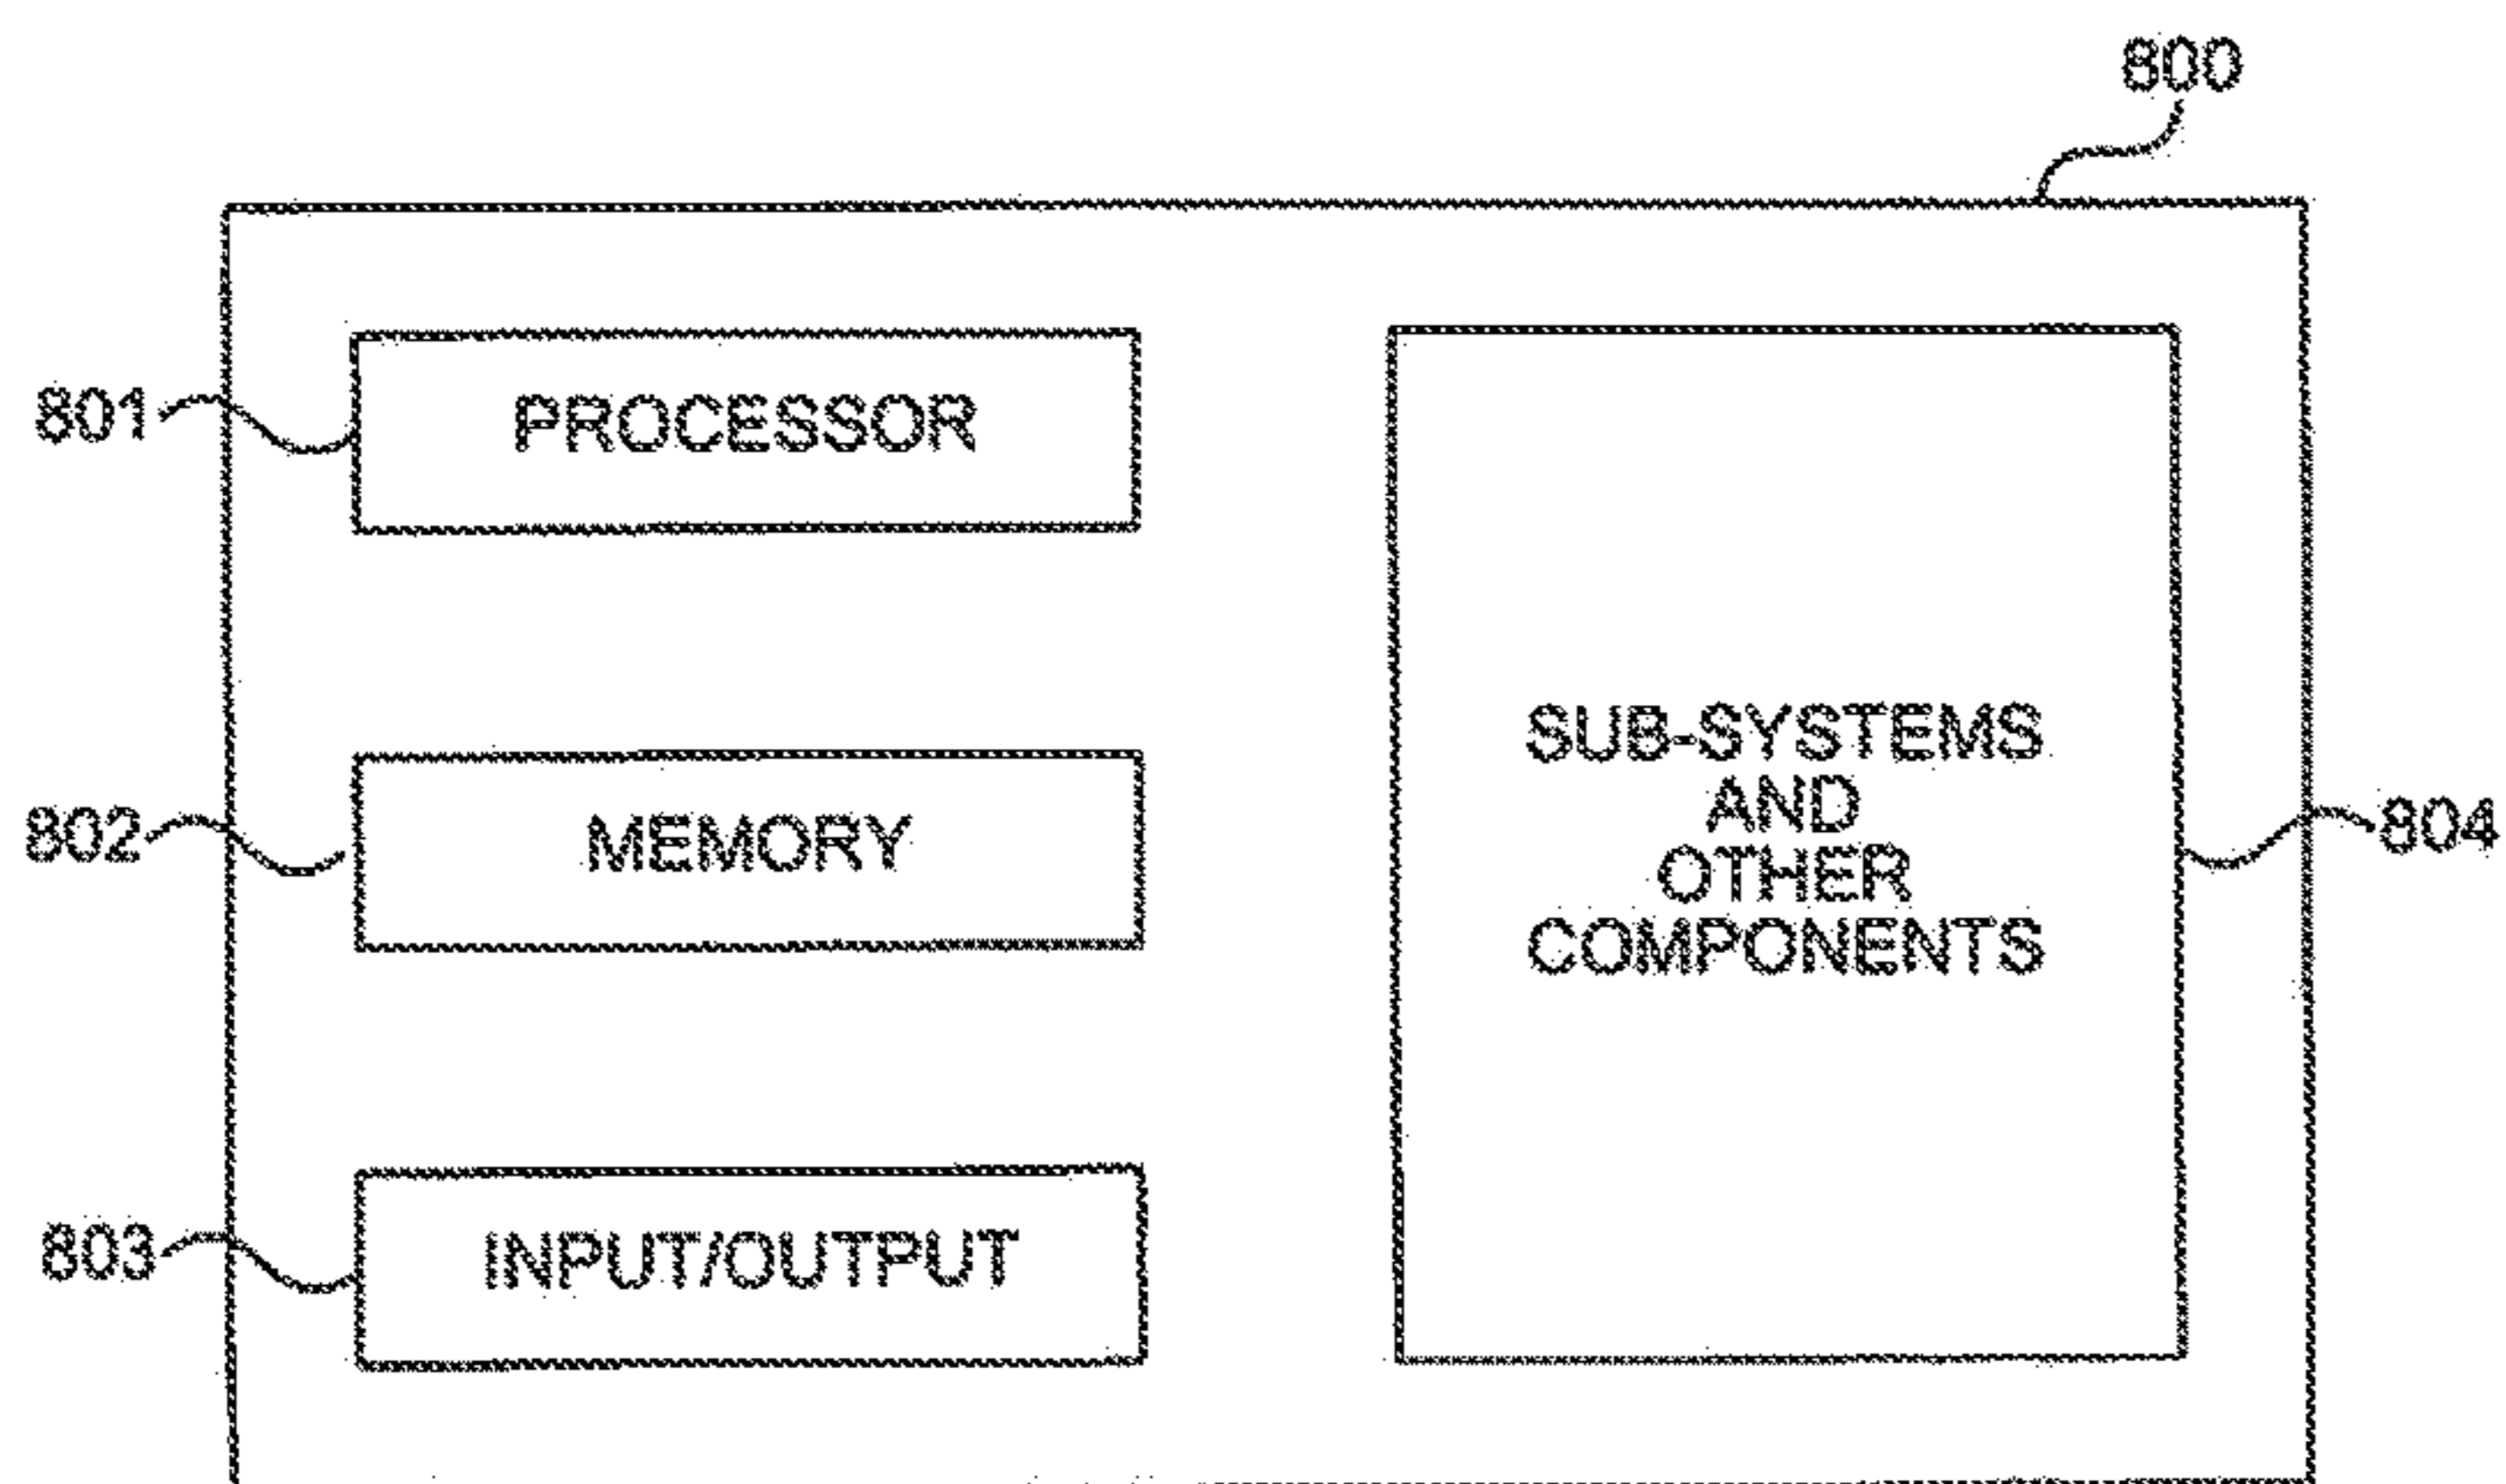 800
801
PROCESSOR
802
MEMORY
803
INPUT/OUTPUT
SUB-SYSTEMS
AND
OTHER
COMPONENTS
804